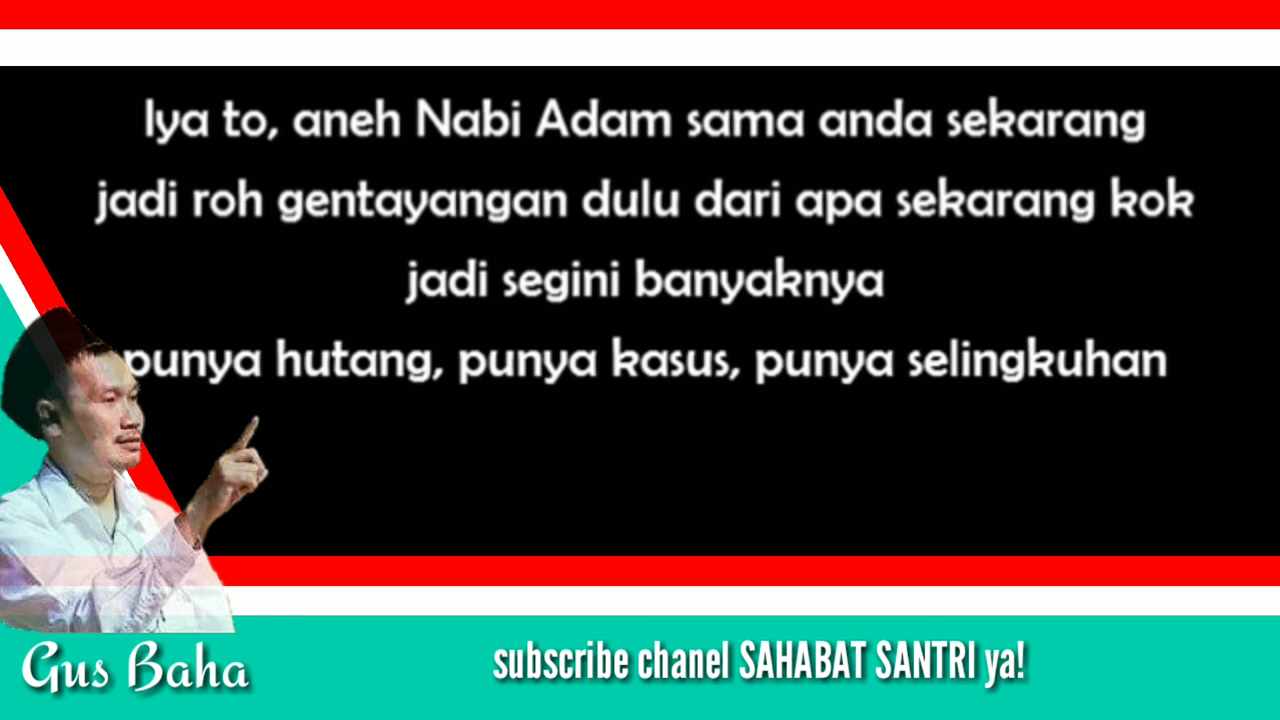 Iya to, aneh Nabi Adam sama anda sekarang
jadi roh gentayangan dulu dari apa sekarang kok
jadi segini banyaknya
punya hutang, punya kasus, punya selingkuhan
Gus Baha
subscribe chanel SAHABAT SANTRI ya!